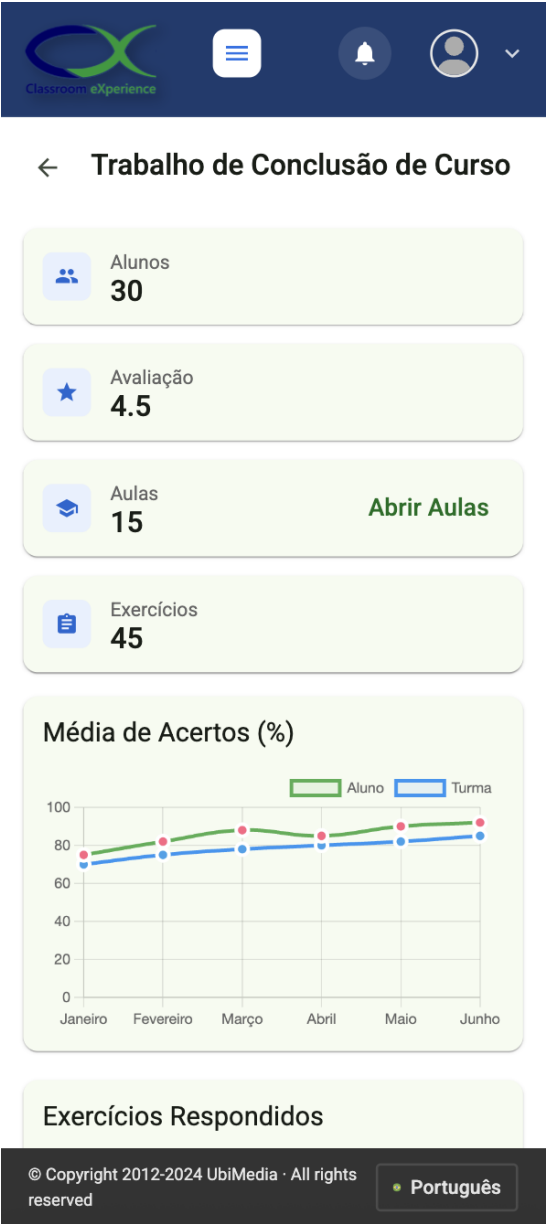 Classroom eXperience
Trabalho de Conclusão de Curso
Alunos
30
Avaliação
4.5
Aulas
15
Abrir Aulas
Exercícios
45
Média de Acertos (%)
Aluno Turma
100
80
60
40
20
0
Janeiro Fevereiro Março Abril Maio Junho
Exercícios Respondidos
© Copyright 2012-2024 UbiMedia · All rights
reserved
Português